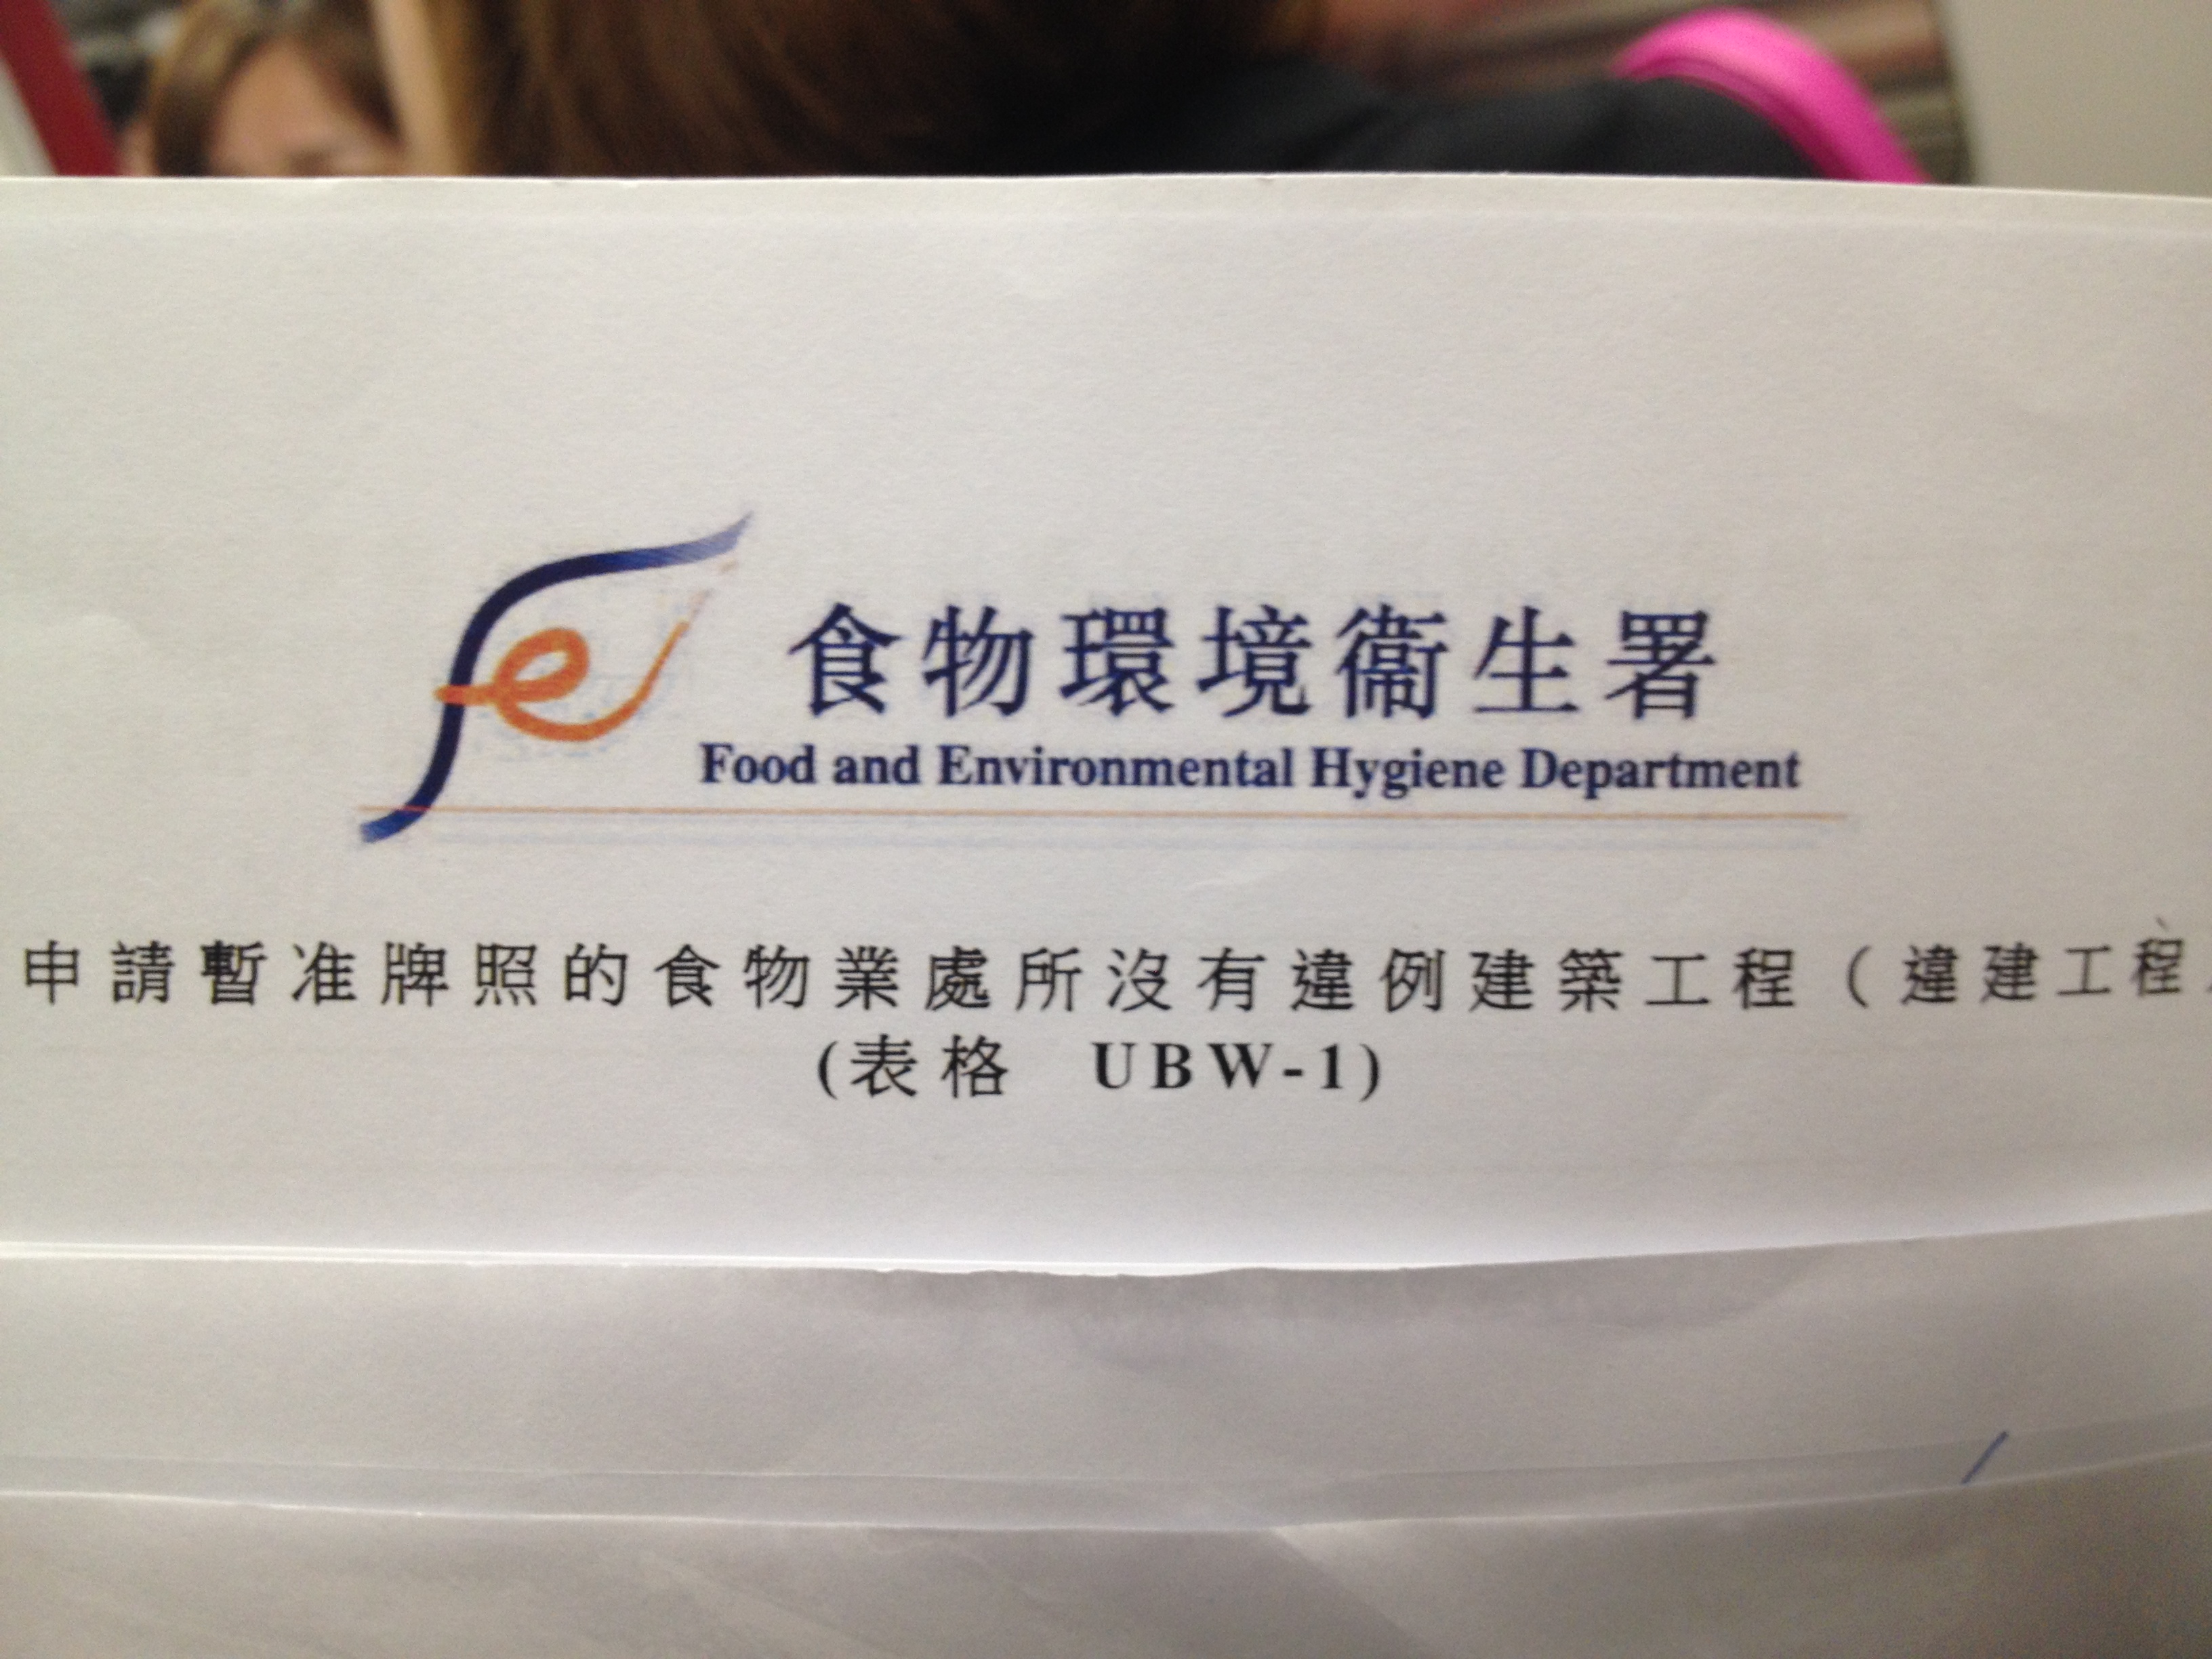 食物環境衞生署
Food and Environmental Hygiene Department
申請暫准牌照的食物業處所沒有違例建築工程（違建工程
(表格 UBW-1)